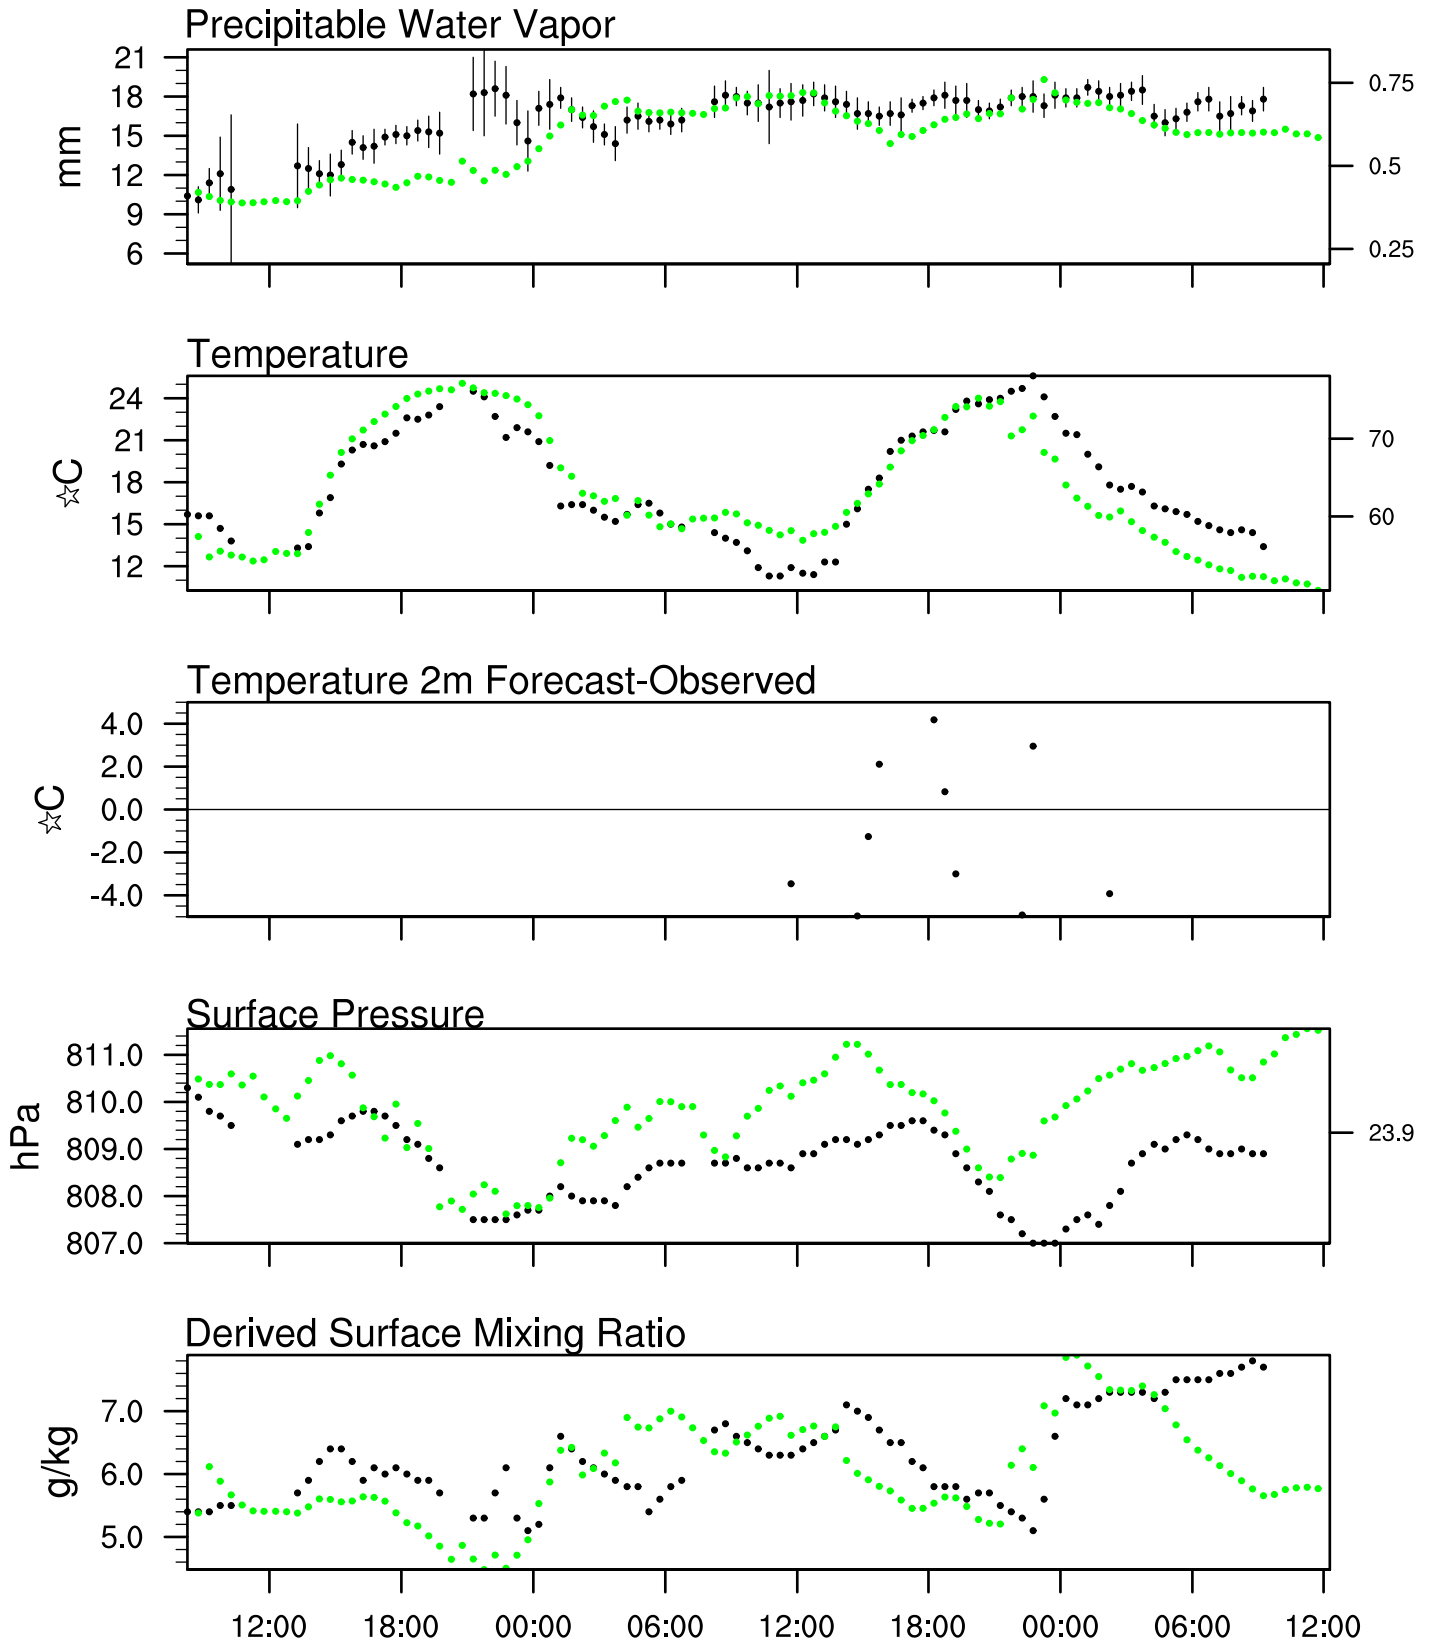 Precipitable Water Vapor
21
18
15
12
9
6
mm
0.75
0.5
0.25
Temperature
24
21
18
15
12
☆C
70
60
Temperature 2m Forecast-Observed
4.0
2.0
0.0
-2.0
-4.0
☆C
Surface Pressure
811.0
810.0
809.0
808.0
807.0
hPa
23.9
Derived Surface Mixing Ratio
7.0
6.0
5.0
g/kg
12:00 18:00 00:00 06:00 12:00 18:00 00:00 06:00 12:00